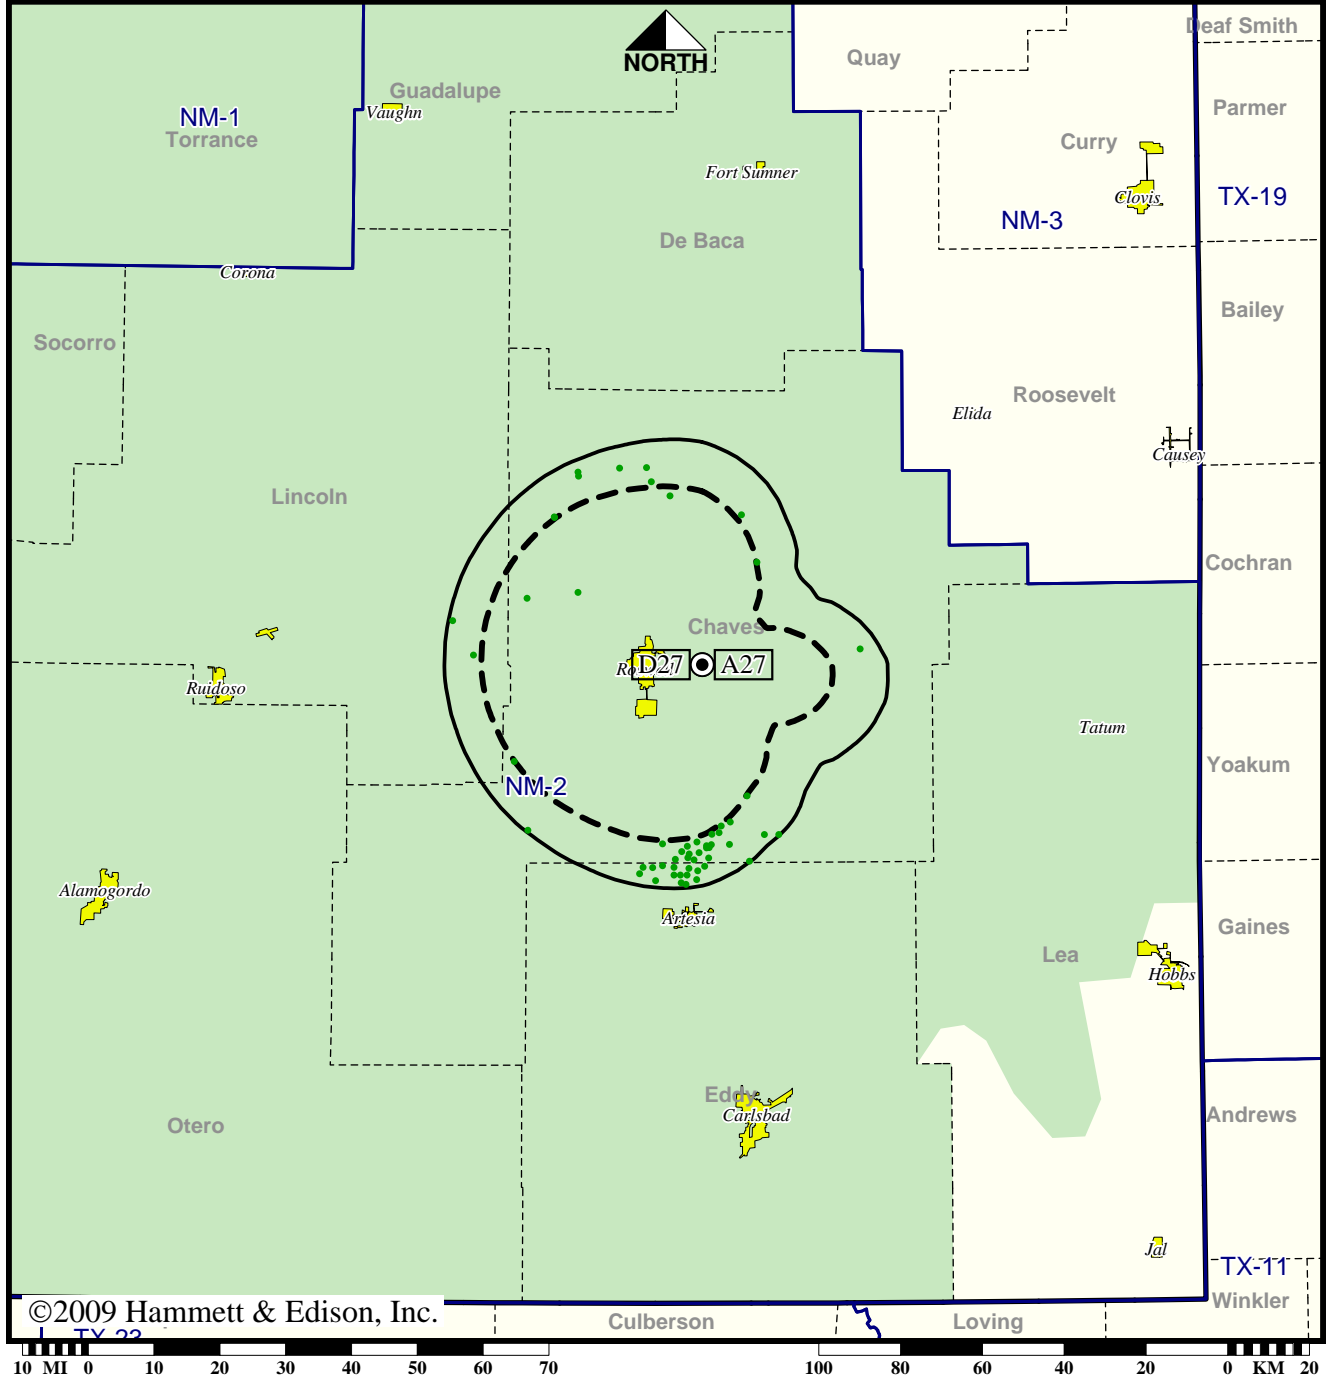 Deaf Smith
NORTH
Quay
Guadalupe
Vaughn
NM-1
Torrance
Parmer
Curry
Fort Sumner
Clovis
TX-19
NM-3
De Baca
Corona
Bailey
Socorro
Roosevelt
Elida
Causey
Lincoln
Cochran
Chaves
D27
A27
Ruidoso
Tatum
Yoakum
NM-2
Alamogordo
Artesia
Gaines
Lea
Hobbs
Eddy
Carlsbad
Andrews
Otero
Jal
TX-11
Winkler
©2009 Hammett & Edison, Inc.
Culberson
Loving
TX-23
10 MI 0 10 20 30 40 50 60 70 100 80 60 40 20 0 KM 20